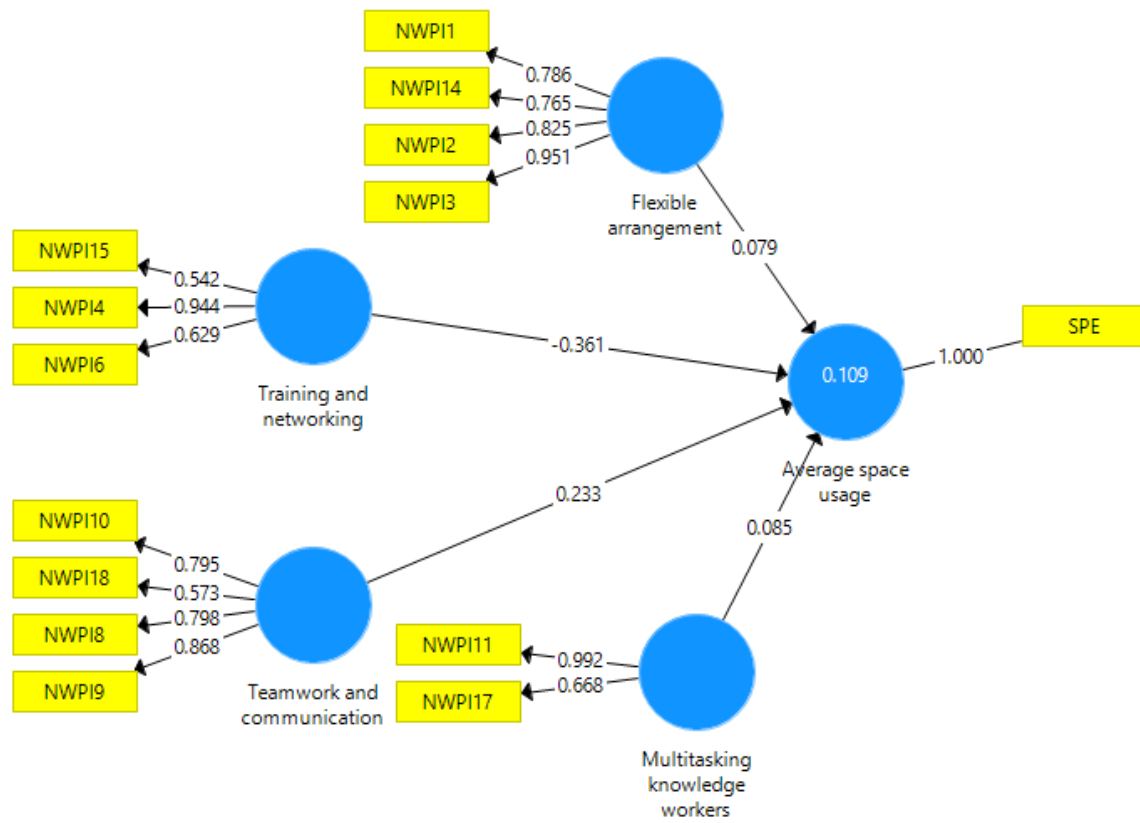 NWPI1
0.786
NWPI14
0.765
NWPI2
0.825
NWPI3
0.951
Flexible
arrangement
0.079
NWPI15
0.542
NWPI4
0.944
NWPI6
0.629
Training and
networking
-0.361
SPE
1.000
0.109
Average space
usage
NWPI10
0.795
NWPI18
0.573
NWPI8
0.798
NWPI9
0.868
Teamwork and
communication
0.233
NWPI11
0.992
NWPI17
0.668
Multitasking
knowledge
workers
0.085